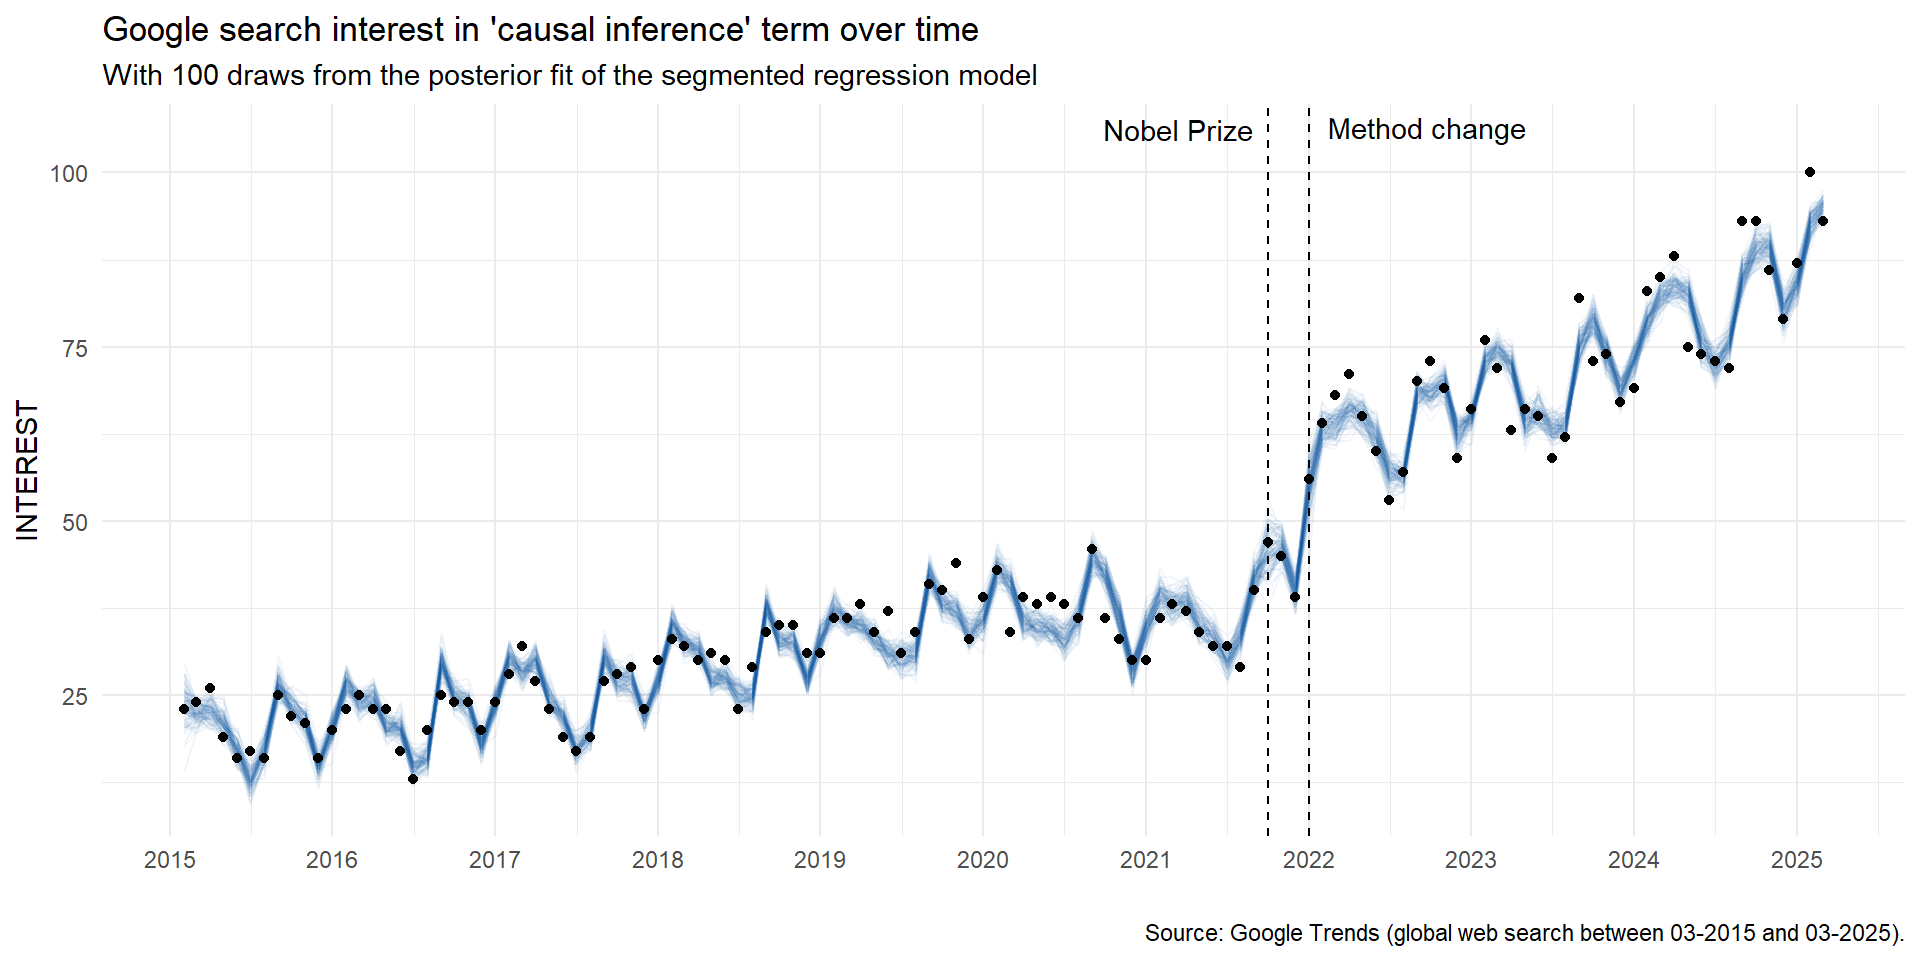 Google search interest in 'causal inference' term over time
With 100 draws from the posterior fit of the segmented regression model
Nobel Prize
Method change
100
75
50
25
INTEREST
2015 2016 2017 2018 2019 2020 2021 2022 2023 2024 2025
Source: Google Trends (global web search between 03-2015 and 03-2025).